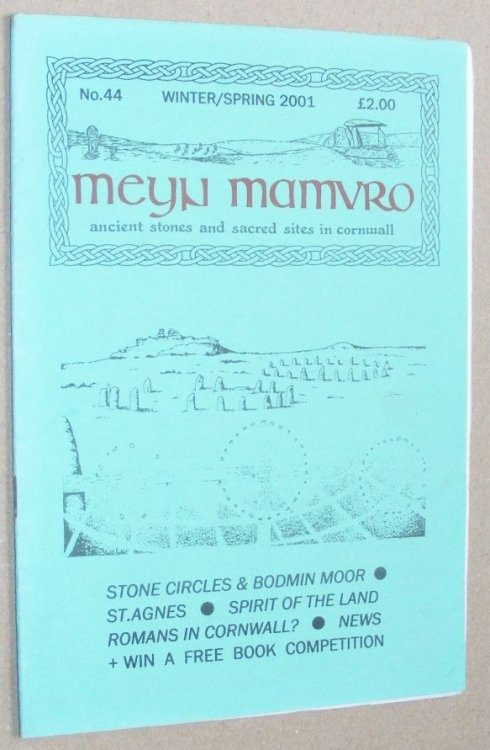 No.44 WINTER/SPRING 2001 £2.00
meyn mamvro
ancient stones and sacred sites in cornwall
STONE CIRCLES & BODMIN MOOR ●
ST.AGNES ● SPIRIT OF THE LAND
ROMANS IN CORNWALL? ● NEWS
+ WIN A FREE BOOK COMPETITION